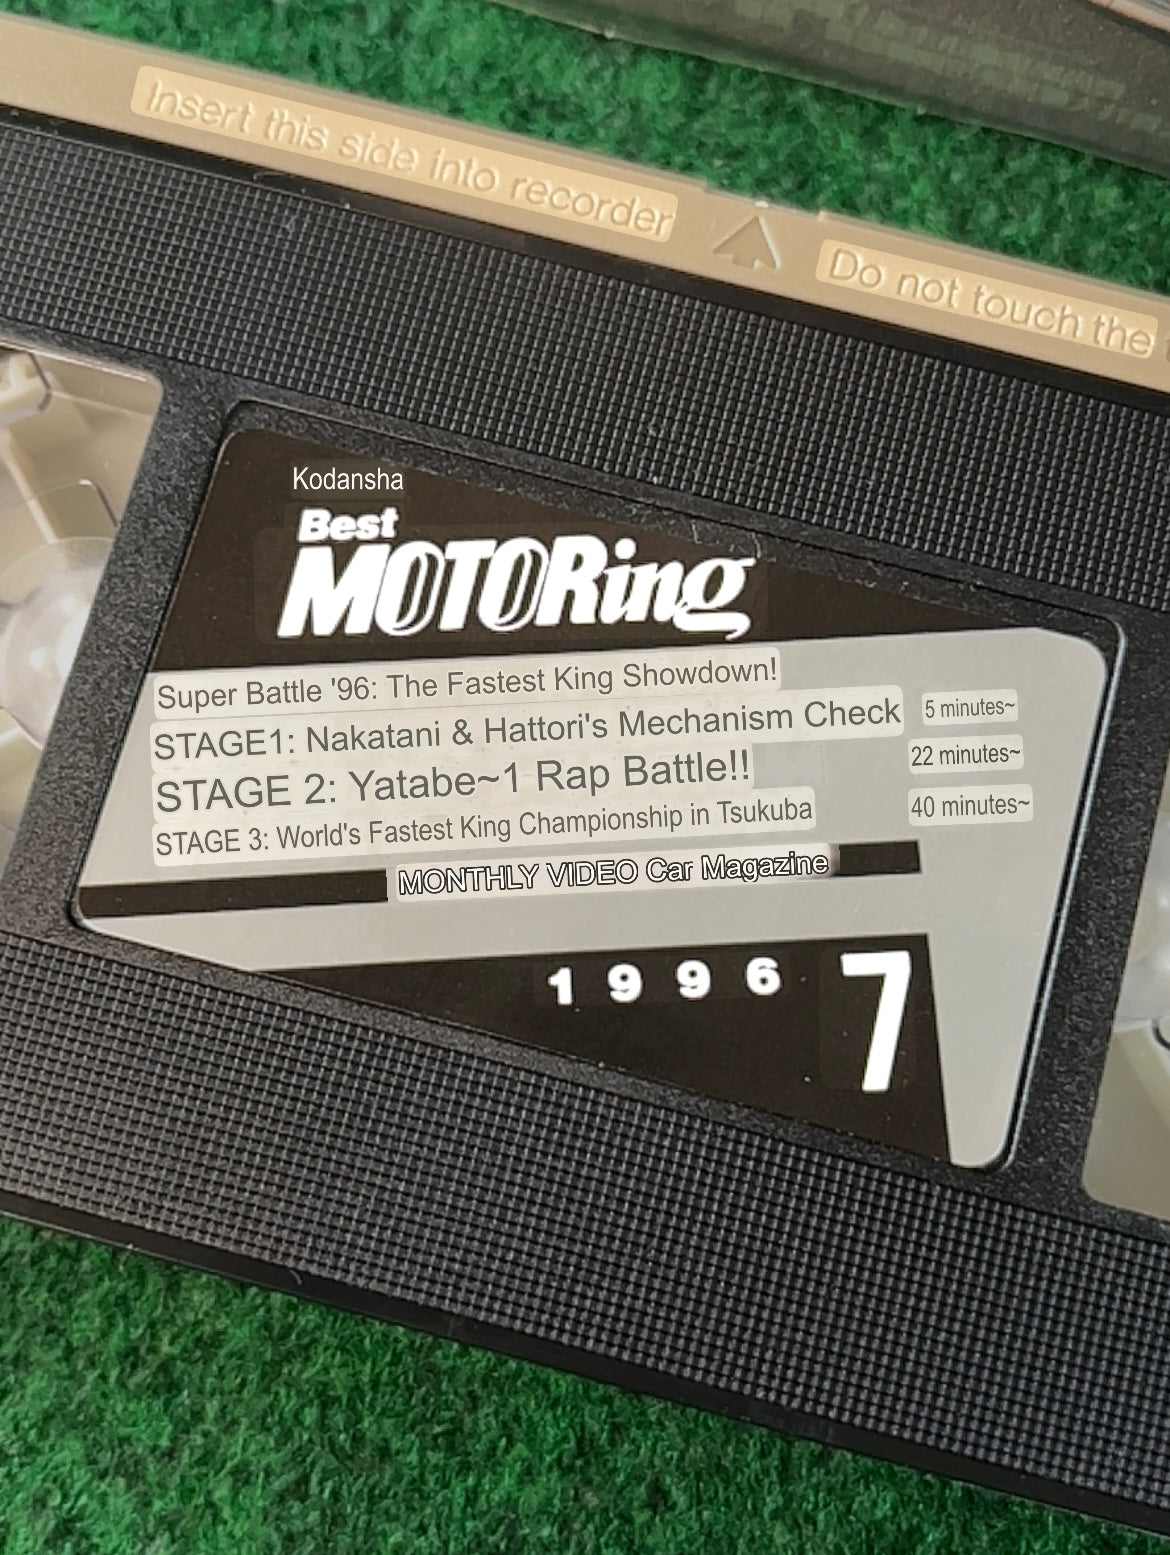 Insert this side into recorder
Do not touch the
Kodansha
Best
MOTORing
Super Battle '96: The Fastest King Showdown!
STAGE1: Nakatani & Hattori's Mechanism Check 5 minutes~
STAGE 2: Yatabe~1 Rap Battle!! 22 minutes~
STAGE 3: World's Fastest King Championship in Tsukuba 40 minutes~
MONTHLY VIDEO Car Magazine
1996 7